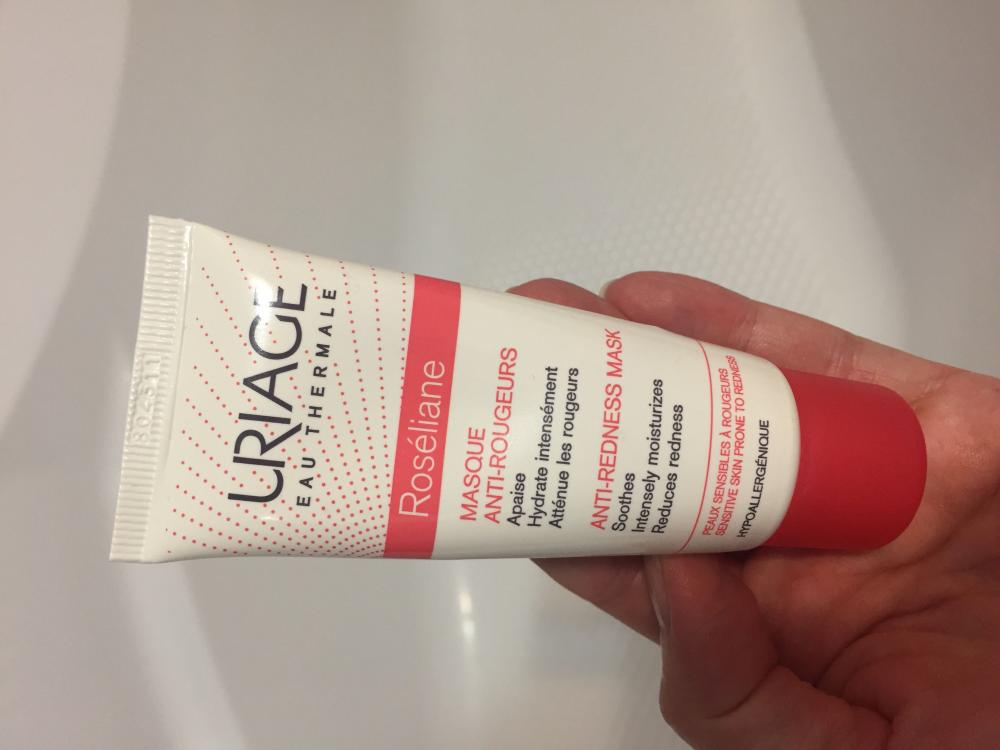 URIAGE
EAU THERMALE
Roséliane
MASQUE
ANTI-ROUGEURS
Apaise
Hydrate intensément
Atténue les rougeurs
ANTI-REDNESS MASK
Soothes
Intensely moisturizes
Reduces redness
PEAUX SENSIBLES À ROUGEURS
SENSITIVE SKIN PRONE TO REDNESS
HYPOALLERGÉNIQUE